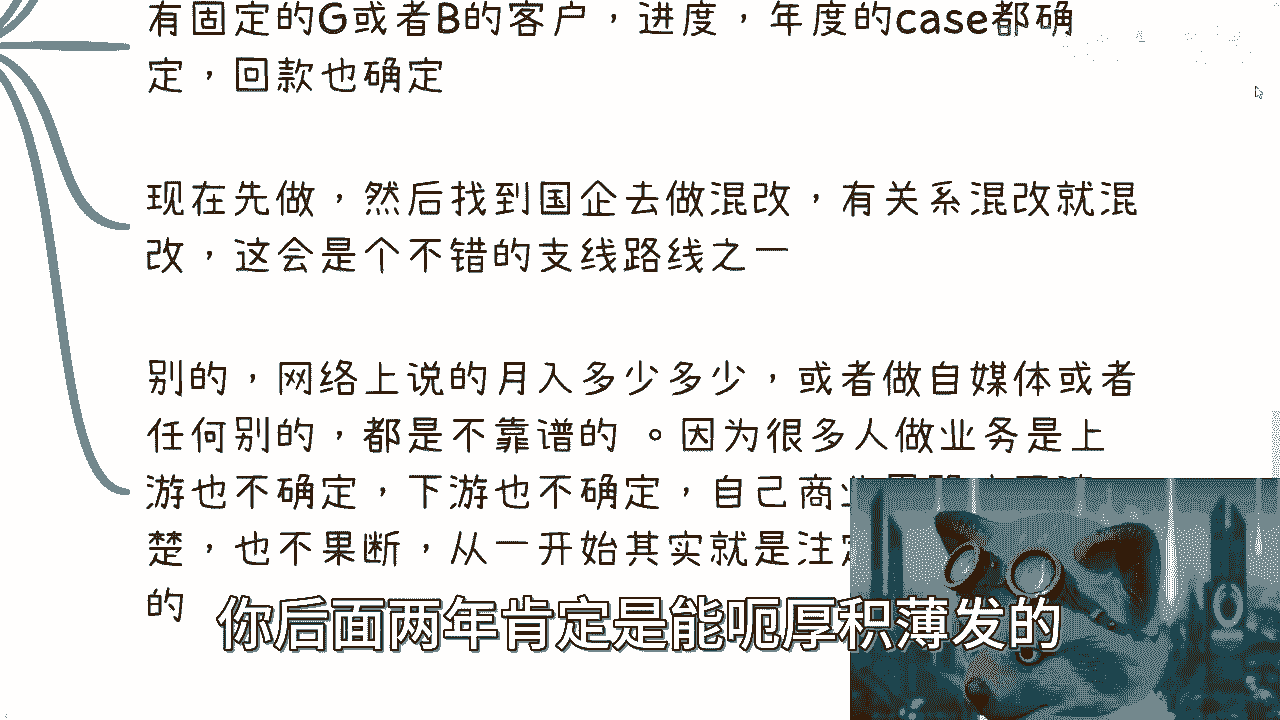 有固定的G或者B的客户，进度，年度的case都确
定，回款也确定
现在先做，然后找到国企去做混改，有关系混改就混
改，这会是个不错的支线路线之一
别的，网络上说的月入多少多少，或者做自媒体或者
任何别的，都是不靠谱的 。因为很多人做业务是上
游也不确定，下游也不确定，自己商
楚，也不果断，从一开始其实就是注
的
你后面两年肯定是能呃厚积薄发的